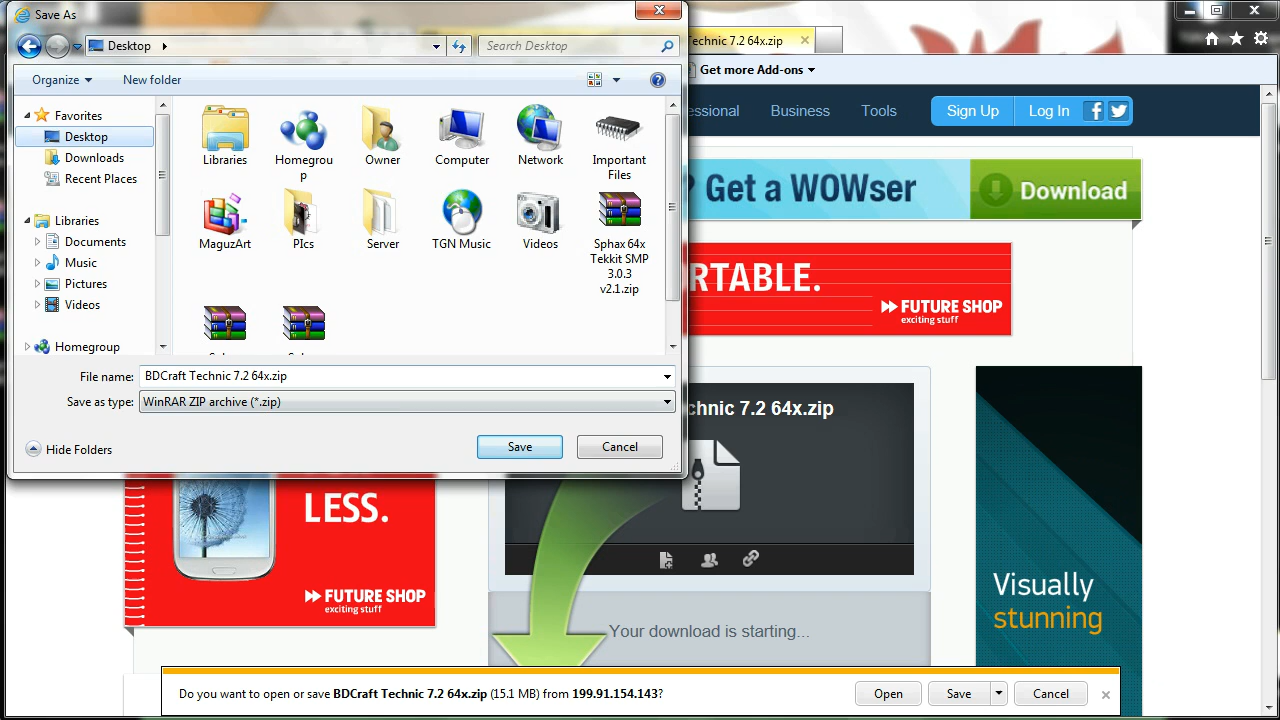 Save As
Desktop
Search Desktop
Organize
New folder
Favorites
Desktop
Downloads
Recent Places
Libraries
Documents
Music
Pictures
Videos
Homegroup
Libraries
Homegrou
p
Owner
Computer
Network
Important
Files
MaguzArt
PIcs
Server
TGN Music
Videos
Sphax 64x
Tekkit SMP
3.0.3
v2.1.zip
File name:
BDCraft Technic 7.2 64x.zip
Save as type:
WinRAR ZIP archive (*.zip)
Hide Folders
Save
Cancel
Technic 7.2 64x.zip
Get more Add-ons
Business
Tools
Sign Up
Log In
? Get a WOWser
Download
RTABLE.
FUTURE SHOP
exciting stuff
chnic 7.2 64x.zip
LESS.
FUTURE SHOP
exciting stuff
Your download is starting...
Visually
stunning
Do you want to open or save BDCraft Technic 7.2 64x.zip (15.1 MB) from 199.91.154.143?
Open
Save
Cancel